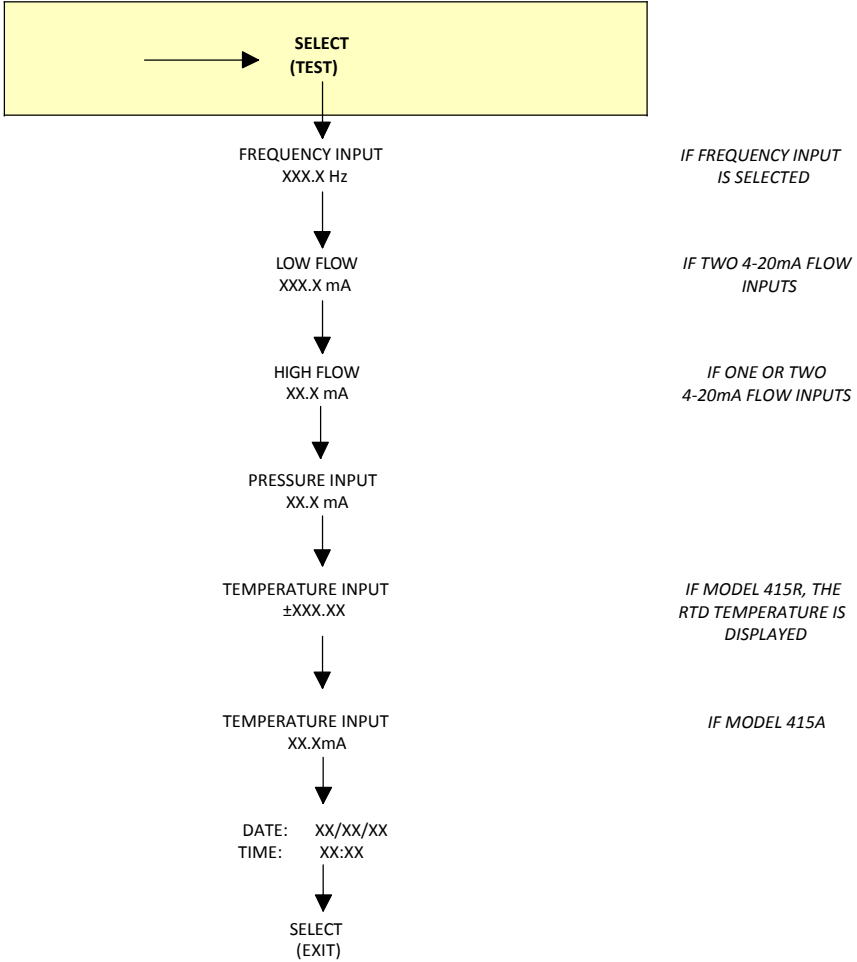 SELECT
(TEST)
FREQUENCY INPUT
XXX.X Hz
IF FREQUENCY INPUT
IS SELECTED
LOW FLOW
XXX.X mA
IF TWO 4-20mA FLOW
INPUTS
HIGH FLOW
XX.X mA
IF ONE OR TWO
4-20mA FLOW INPUTS
PRESSURE INPUT
XX.X mA
TEMPERATURE INPUT
±XXX.XX
IF MODEL 415R, THE
RTD TEMPERATURE IS
DISPLAYED
TEMPERATURE INPUT
XX.XmA
IF MODEL 415A
DATE: XX/XX/XX
TIME: XX:XX
SELECT
(EXIT)